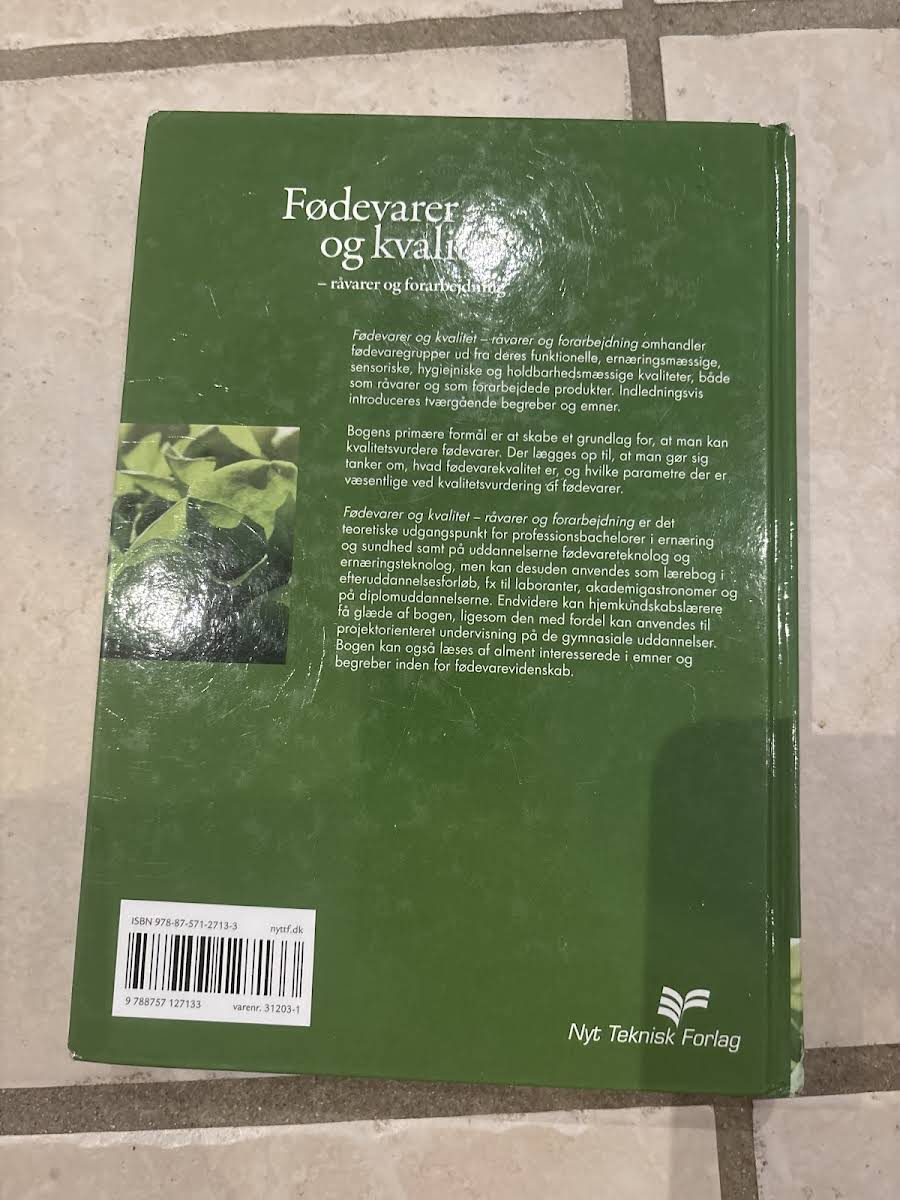 Fødevarer
og kvalitet
– råvarer og forarbejdning
Fødevarer og kvalitet – råvarer og forarbejdning omhandler
fødevaregrupper ud fra deres funktionelle, ernæringsmæssige,
sensoriske, hygiejniske og holdbarhedsmæssige kvaliteter, både
som råvarer og som forarbejdede produkter. Indledningsvis
introduceres tværgående begreber og emner.
Bogens primære formål er at skabe et grundlag for, at man kan
kvalitetsvurdere fødevarer. Der lægges op til, at man gør sig
tanker om, hvad fødevarekvalitet er, og hvilke parametre der er
væsentlige ved kvalitetsvurdering af fødevarer.
Fødevarer og kvalitet – råvarer og forarbejdning er det
teoretiske udgangspunkt for professionsbachelorer i ernæring
og sundhed samt på uddannelserne fødevareteknolog og
ernæringsteknolog, men kan desuden anvendes som lærebog i
efteruddannelsesforløb, fx til laboranter, akademigastronomer og
på diplomuddannelserne. Endvidere kan hjemkundskabslærere
få glæde af bogen, ligesom den med fordel kan anvendes til
projektorienteret undervisning på de gymnasiale uddannelser.
Bogen kan også læses af alment interesserede i emner og
begreber inden for fødevarevidenskab.
ISBN 978-87-571-2713-3
nyttf.dk
9 788757 127133
varenr. 31203-1
Nyt Teknisk Forlag